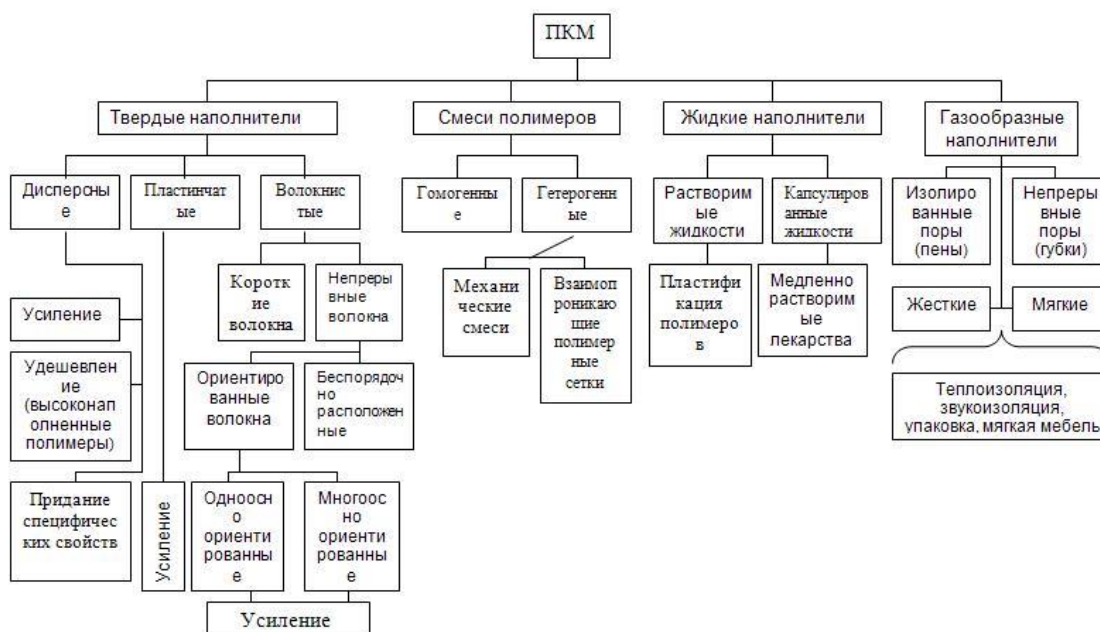 ПКМ
Твердые наполнители
Смеси полимеров
Жидкие наполнители
Газообразные
наполнители
Дисперсны
е
Пластинчат
ые
Волокнис
тые
Гомогенны
е
Гетероген
ные
Растворим
ые
жидкости
Капсулиров
анные
жидкости
Изолиро
ванные
поры
(пены)
Непреры
вные
поры
(губки)
Коротк
ие
волокна
Непреры
вные
волокна
Механи
ческие
смеси
Взаимоп
роникаю
щие
полимер
ные
сетки
Пластифи
кация
полимеро
в
Медленно
растворим
ые
лекарства
Жесткие
Мягкие
Усиление
Удешевлен
ие
(высоконап
олненные
полимеры)
Ориентиро
ванные
волокна
Беспорядоч
но
расположен
ные
Теплоизоляция,
звукоизоляция,
упаковка, мягкая мебель
Придание
специфичес
ких свойств
Усиление
Одноосн
о
ориенти
рованны
е
Многоос
но
ориенти
рованны
е
Усиление